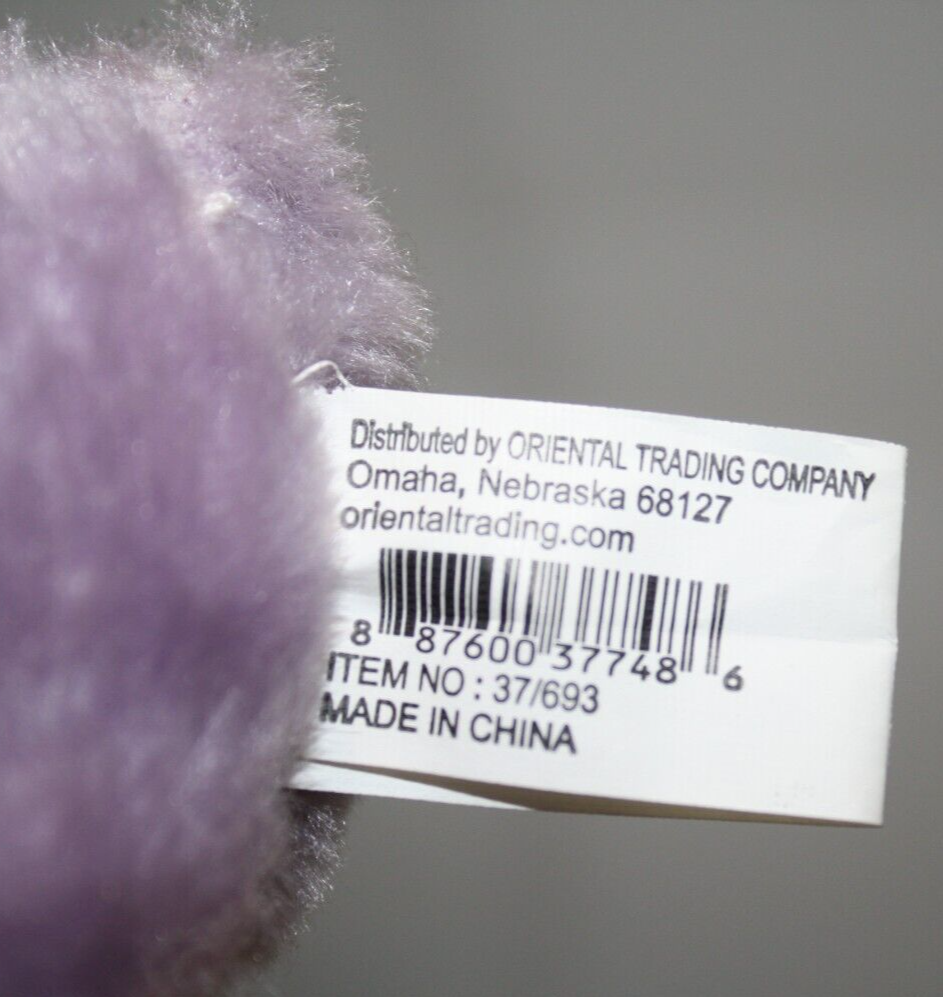 Distributed by ORIENTAL TRADING COMPANY
Omaha, Nebraska 68127
orientaltrading.com
8 87600 37748 6
ITEM NO : 37/693
MADE IN CHINA